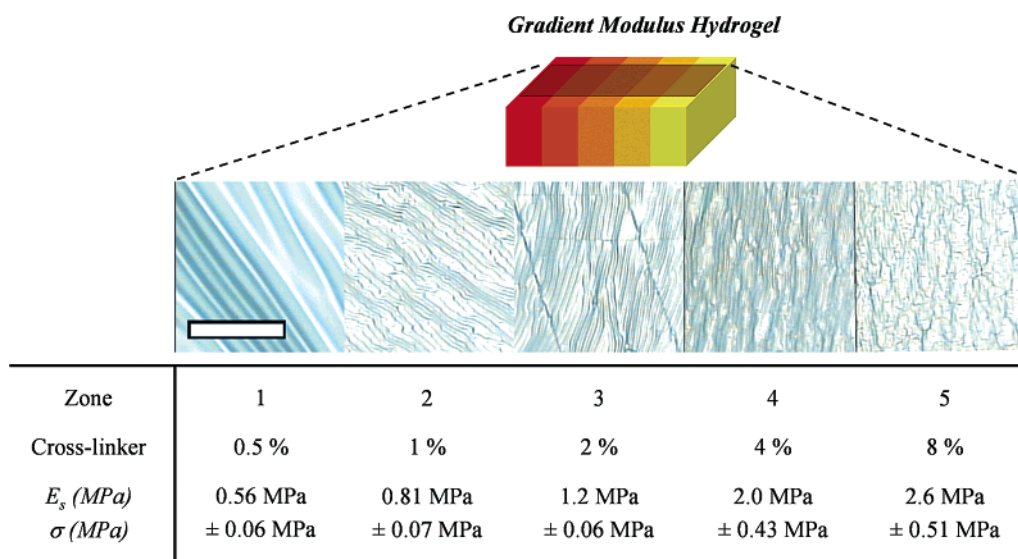 Gradient Modulus Hydrogel
Zone 1 2 3 4 5
Cross-linker 0.5 % 1 % 2 % 4 % 8 %
E_s (MPa) 0.56 MPa 0.81 MPa 1.2 MPa 2.0 MPa 2.6 MPa
σ (MPa) ± 0.06 MPa ± 0.07 MPa ± 0.06 MPa ± 0.43 MPa ± 0.51 MPa